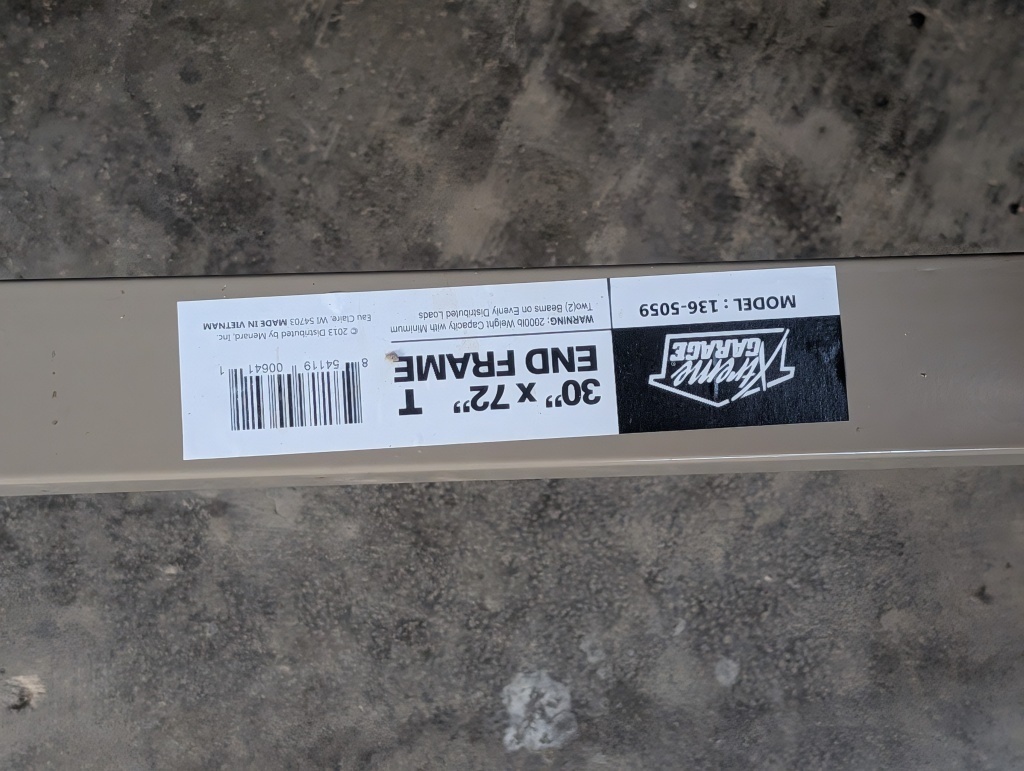 Xtreme
GARAGE
MODEL : 136-5059
30” x 72” T
END FRAME
WARNING: 2000lb Weight Capacity with Minimum
Two(2) Beams on Evenly Distributed Loads
8 54119 00641 1
© 2013 Distributed by Menard, Inc.
Eau Claire, WI 54703 MADE IN VIETNAM